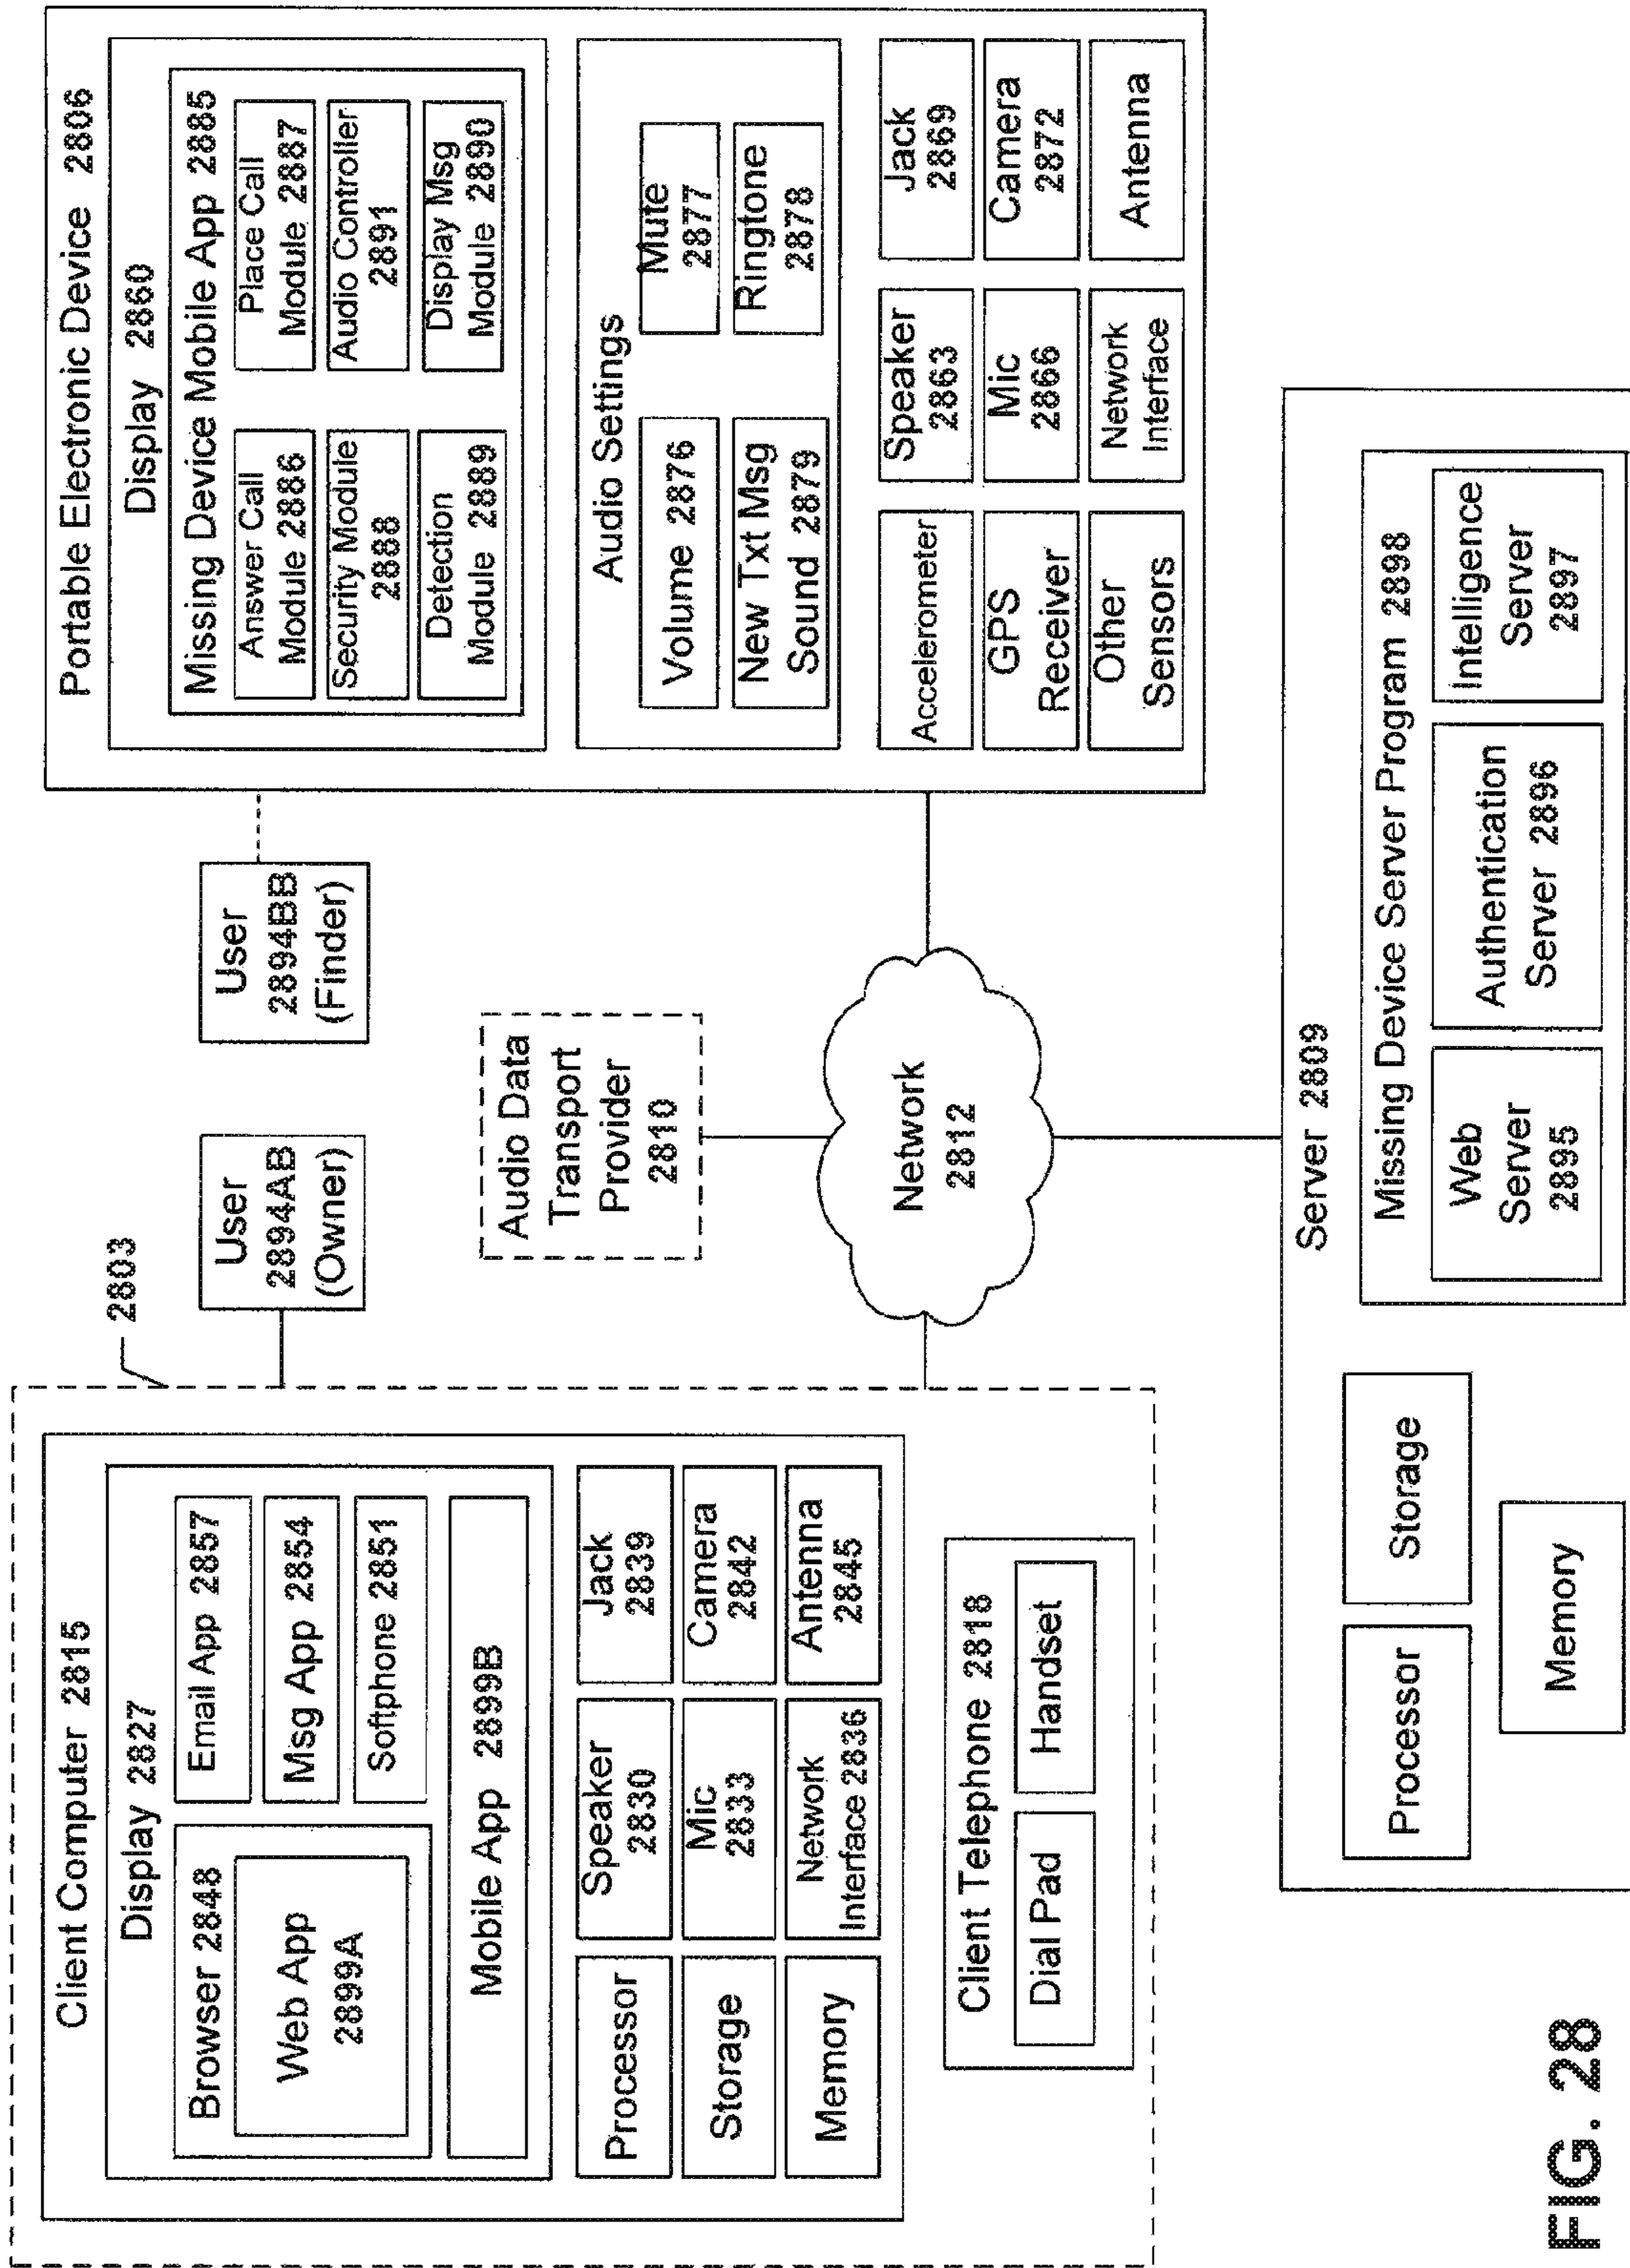 2803
Client Computer 2815
Display 2827
Browser 2848
Web App
2899A
Email App 2857
Msg App 2854
Softphone 2851
Mobile App 2899B
Processor
Speaker
2830
Jack
2839
Storage
Mic
2833
Camera
2842
Memory
Network
Interface 2836
Antenna
2845
Client Telephone 2818
Dial Pad
Handset
User
2894AB
(Owner)
User
2894BB
(Finder)
Audio Data
Transport
Provider
2810
Network
2812
Portable Electronic Device 2806
Display 2860
Missing Device Mobile App 2885
Answer Call
Module 2886
Place Call
Module 2887
Security Module
2888
Audio Controller
2891
Detection
Module 2889
Display Msg
Module 2890
Audio Settings
Volume 2876
Mute
2877
New Txt Msg
Sound 2879
Ringtone
2878
Accelerometer
Speaker
2863
Jack
2869
GPS
Receiver
Mic
2866
Camera
2872
Other
Sensors
Network
Interface
Antenna
Server 2809
Processor
Storage
Memory
Missing Device Server Program 2898
Web
Server
2895
Authentication
Server 2896
Intelligence
Server
2897
FIG. 28